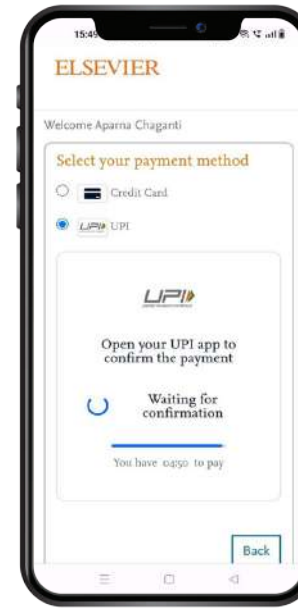 15:49
ELSEVIER
Welcome Aparna Chaganti
Select your payment method
Credit Card
UPI UPI
UPI
Open your UPI app to
confirm the payment
Waiting for
confirmation
You have 04:50 to pay
Back